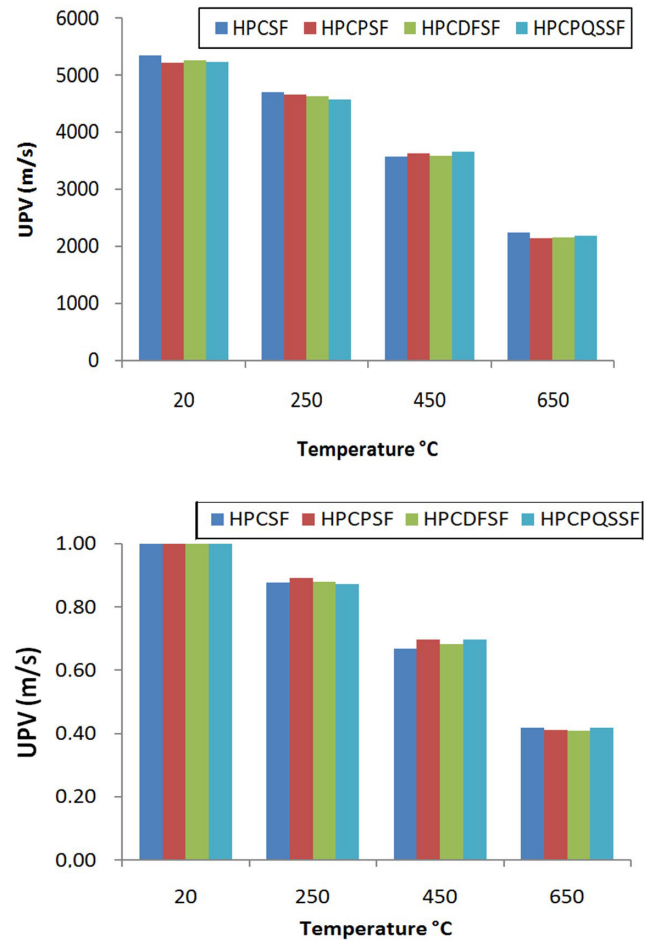 HPCSF HPCPSF HPCDFSF HPCPQSSF
6000
5000
4000
3000
2000
1000
0
UPV (m/s)
20 250 450 650
Temperature °C
HPCSF HPCPSF HPCDFSF HPCPQSSF
1.00
0.80
0.60
0.40
0.20
0.00
UPV (m/s)
20 250 450 650
Temperature °C